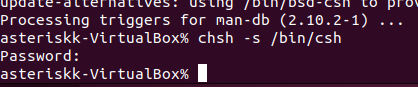 update-alternatives: using /bin/bsd-csh to prov
Processing triggers for man-db (2.10.2-1) ...
asteriskk-VirtualBox% chsh -s /bin/csh
Password:
asteriskk-VirtualBox%